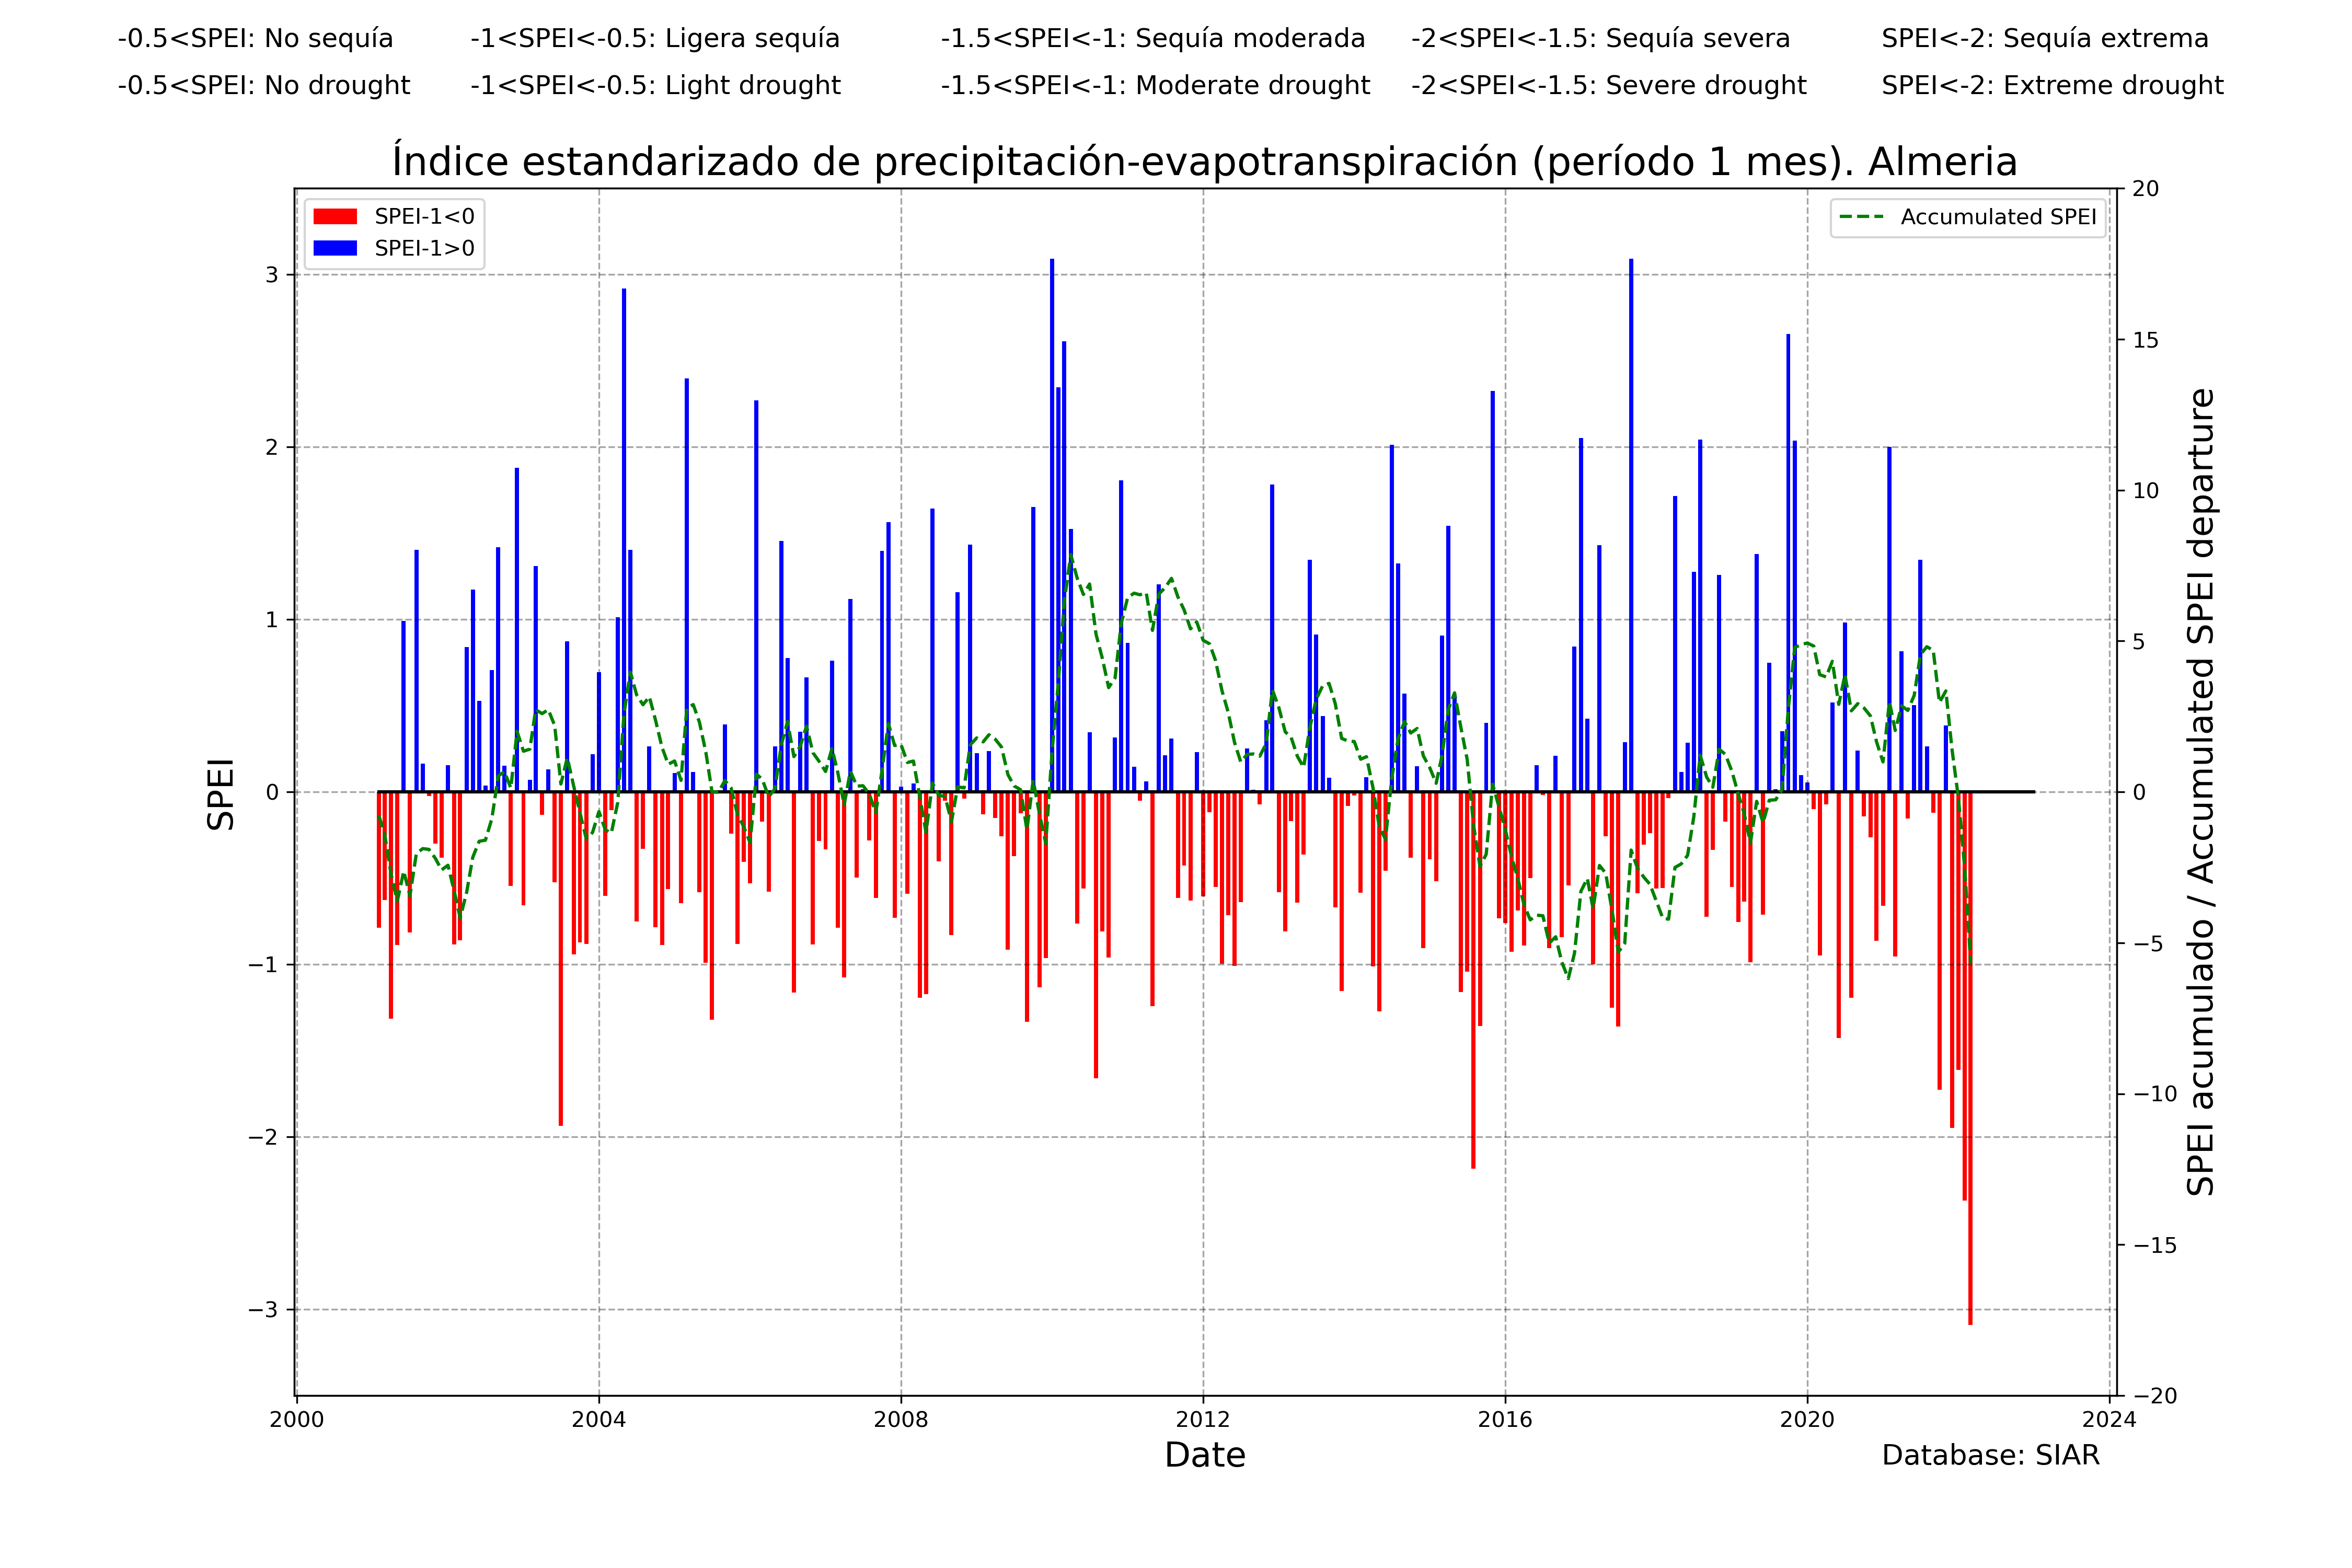 -0.5<SPEI: No sequía -1<SPEI<-0.5: Ligera sequía -1.5<SPEI<-1: Sequía moderada -2<SPEI<-1.5: Sequía severa SPEI<-2: Sequía extrema
-0.5<SPEI: No drought -1<SPEI<-0.5: Light drought -1.5<SPEI<-1: Moderate drought -2<SPEI<-1.5: Severe drought SPEI<-2: Extreme drought
Índice estandarizado de precipitación-evapotranspiración (período 1 mes). Almeria
SPEI-1<0
SPEI-1>0
Accumulated SPEI
SPEI
3
2
1
0
−1
−2
−3
20
15
10
5
0
−5
−10
−15
−20
SPEI acumulado / Accumulated SPEI departure
2000 2004 2008 2012 2016 2020 2024
Date
Database: SIAR